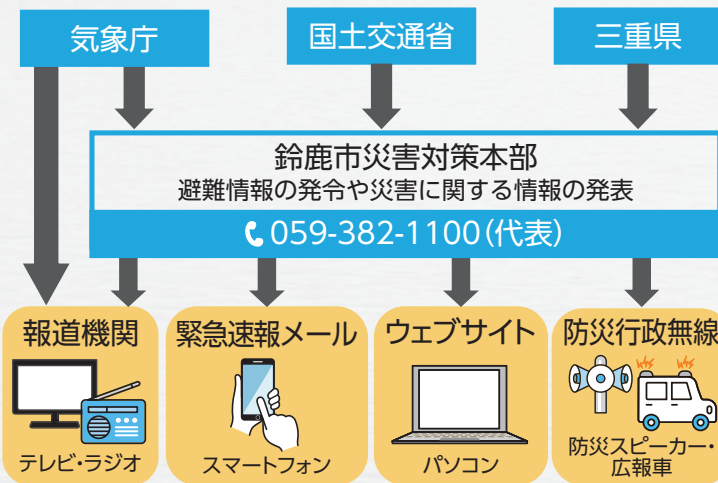 気象庁
国土交通省
三重県
鈴鹿市災害対策本部
避難情報の発令や災害に関する情報の発表
059-382-1100(代表)
報道機関
緊急速報メール
ウェブサイト
防災行政無線
テレビ・ラジオ
スマートフォン
パソコン
防災スピーカー・
広報車